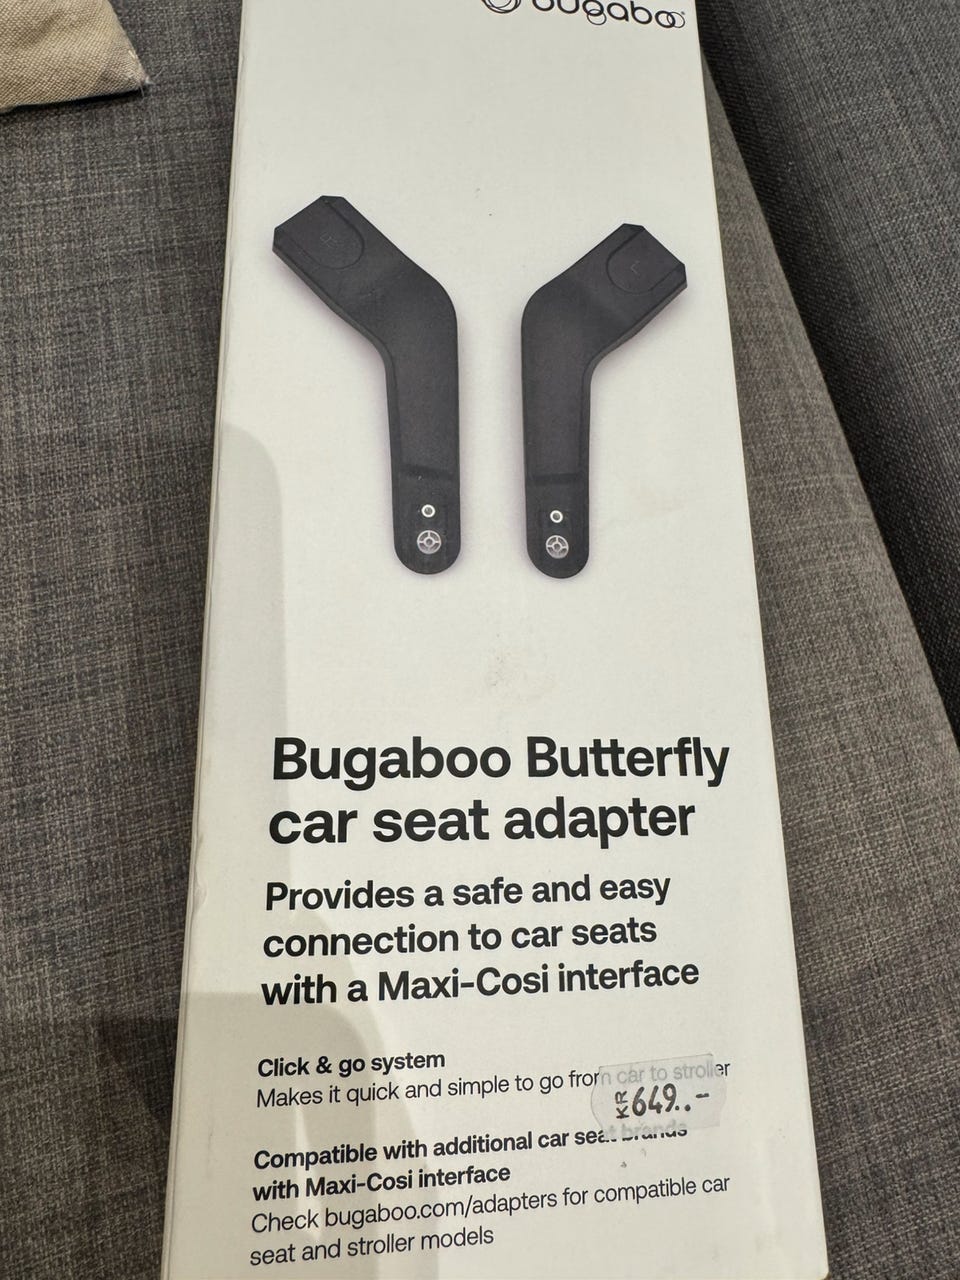 bugaboo
Bugaboo Butterfly
car seat adapter
Provides a safe and easy
connection to car seats
with a Maxi-Cosi interface
Click & go system
Makes it quick and simple to go from car to stroller
KR 649.-
Compatible with additional car seat brands
with Maxi-Cosi interface
Check bugaboo.com/adapters for compatible car
seat and stroller models